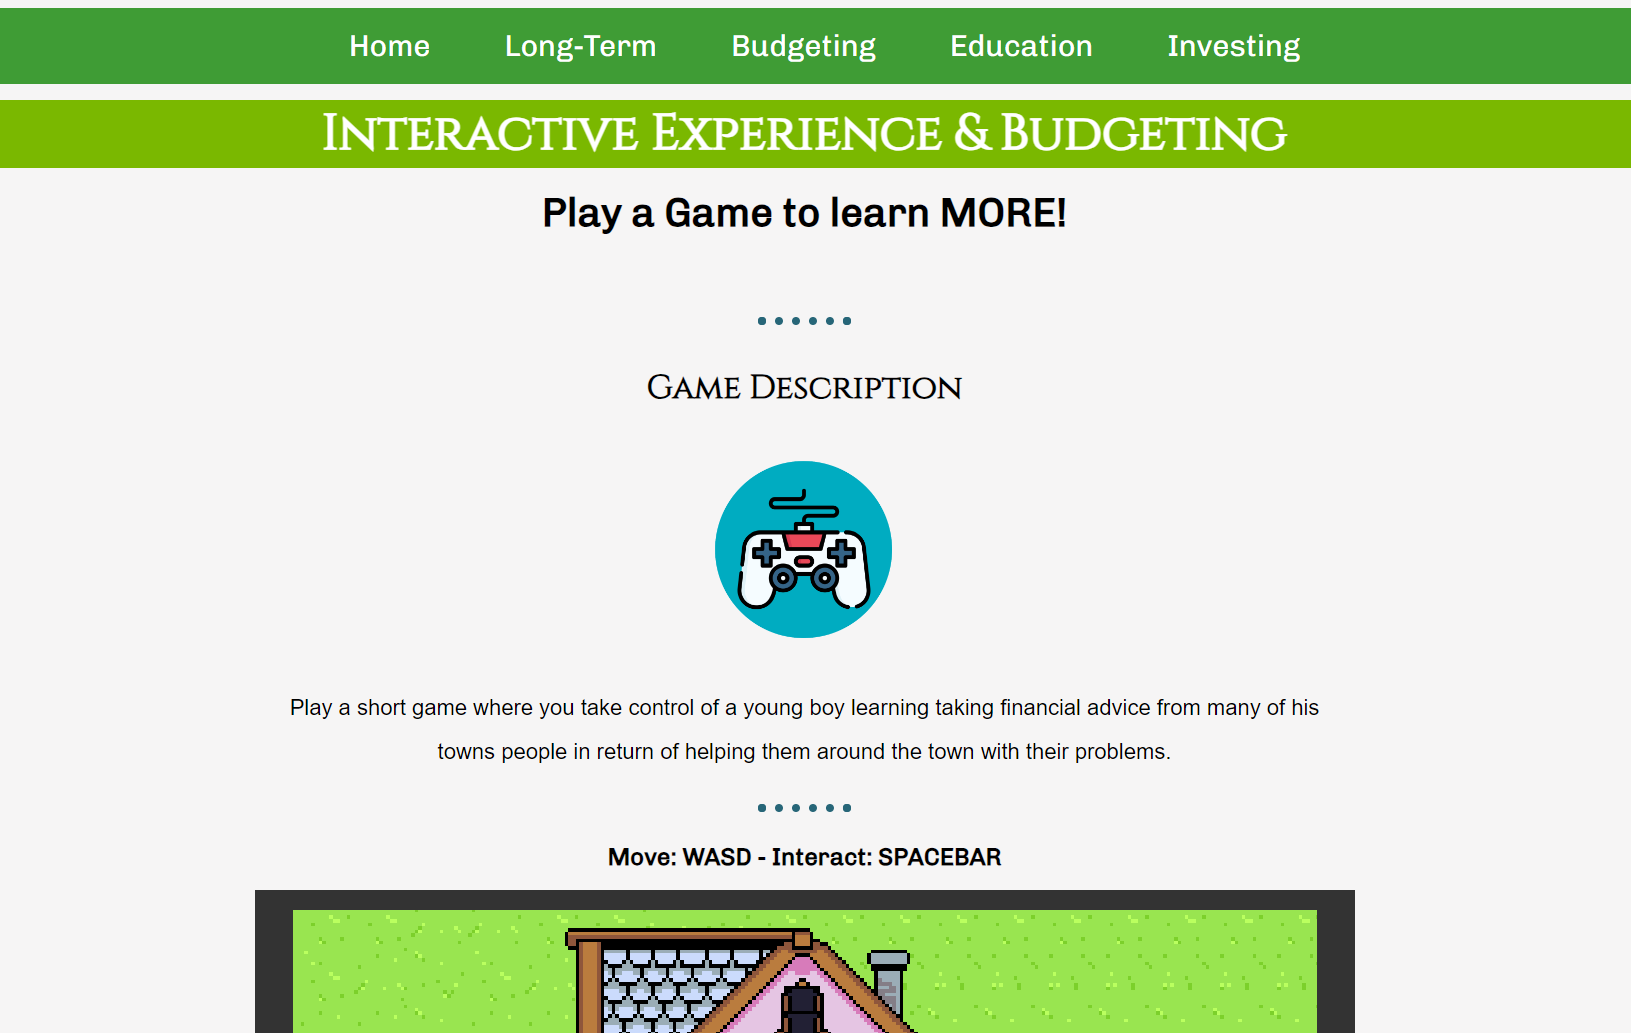 Home Long-Term Budgeting Education Investing
Interactive Experience & Budgeting
Play a Game to learn MORE!
Game Description
Play a short game where you take control of a young boy learning taking financial advice from many of his
towns people in return of helping them around the town with their problems.
Move: WASD - Interact: SPACEBAR